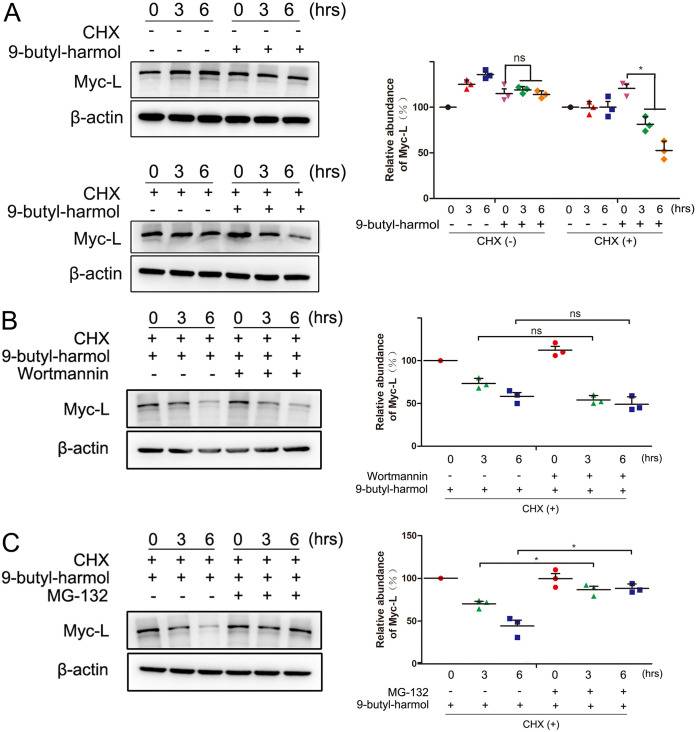 A
0 3 6 0 3 6 (hrs)
CHX - - - - - -
9-butyl-harmol - - - + + +
Myc-L
β-actin
0 3 6 0 3 6 (hrs)
CHX + + + + + +
9-butyl-harmol - - - + + +
Myc-L
β-actin
Relative abundance
of Myc-L（%）
150
100
50
0
ns
*
0 3 6 0 3 6 0 3 6 0 3 6 (hrs)
9-butyl-harmol - - - + + + - - - + + +
CHX (-) CHX (+)
B
0 3 6 0 3 6 (hrs)
CHX + + + + + +
9-butyl-harmol + + + + + +
Wortmannin - - - + + +
Myc-L
β-actin
Relative abundance
of Myc-L（%）
150
100
50
0
ns
ns
0 3 6 0 3 6 (hrs)
Wortmannin - - - + + +
9-butyl-harmol + + + + + +
CHX (+)
C
0 3 6 0 3 6 (hrs)
CHX + + + + + +
9-butyl-harmol + + + + + +
MG-132 - - - + + +
Myc-L
β-actin
Relative abundance
of Myc-L（%）
150
100
50
0
*
*
0 3 6 0 3 6 (hrs)
MG-132 - - - + + +
9-butyl-harmol + + + + + +
CHX (+)